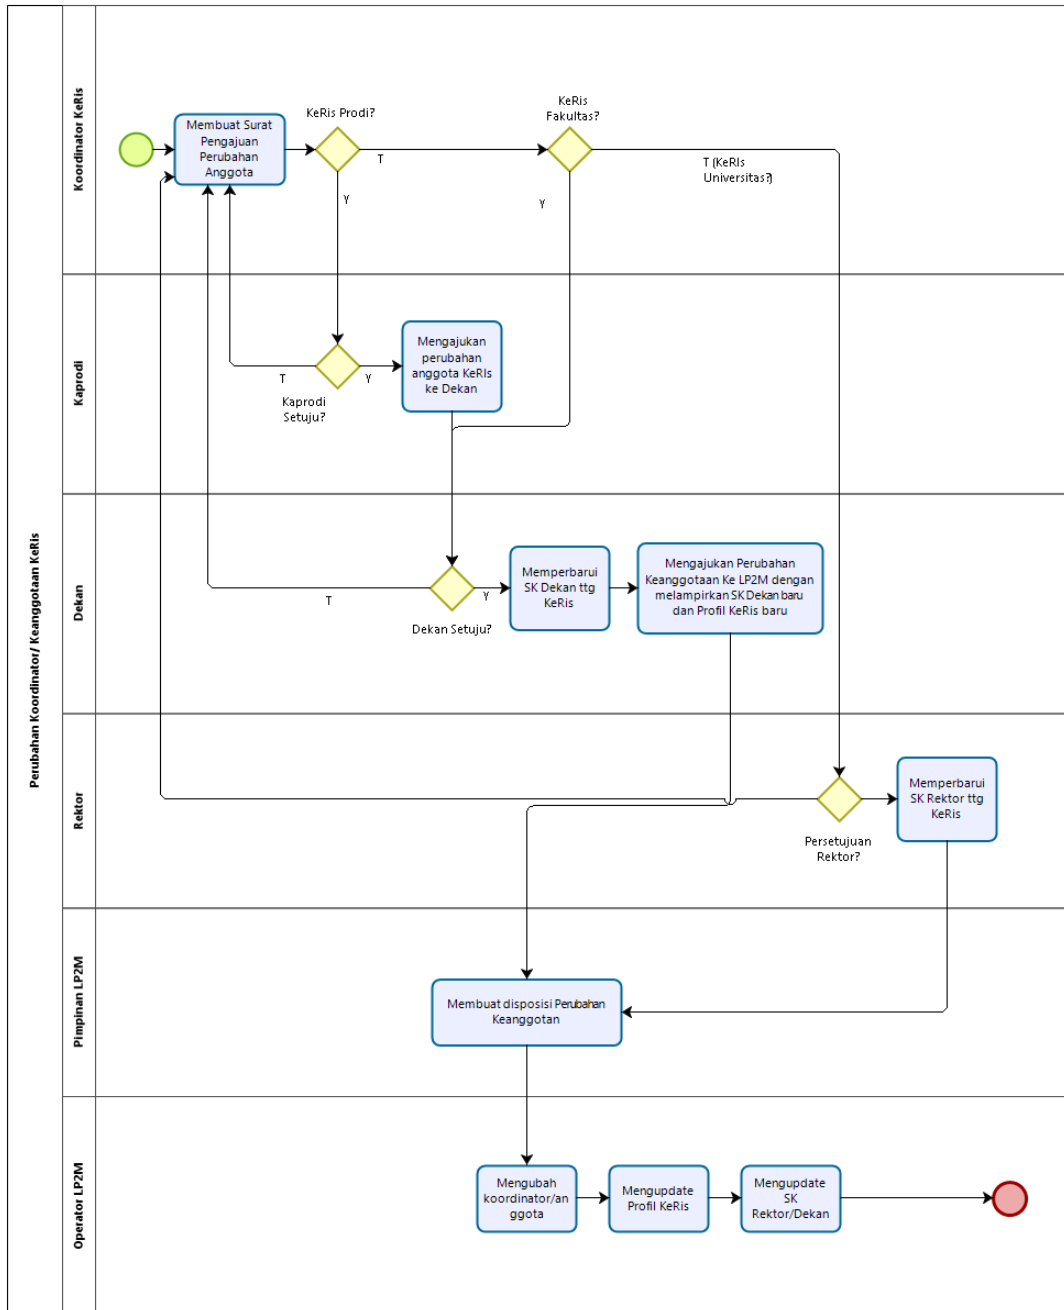 Perubahan Koordinator/ Keanggotaan KeRis
Koordinator KeRis
Membuat Surat
Pengajuan
Perubahan
Anggota
KeRis Prodi?
T
Y
KeRis
Fakultas?
Y
T (KeRIs
Universitas?)
Kaprodi
T
Y
Kaprodi
Setuju?
Mengajukan
perubahan
anggota KeRIs
ke Dekan
Dekan
T
Y
Dekan Setuju?
Memperbarui
SK Dekan ttg
KeRis
Mengajukan Perubahan
Keanggotaan Ke LP2M dengan
melampirkan SK Dekan baru
dan Profil KeRis baru
Rektor
Persetujuan
Rektor?
Memperbarui
SK Rektor ttg
KeRis
Pimpinan LP2M
Membuat disposisi Perubahan
Keanggotan
Operator LP2M
Mengubah
koordinator/an
ggota
Mengupdate
Profil KeRis
Mengupdate
SK
Rektor/Dekan